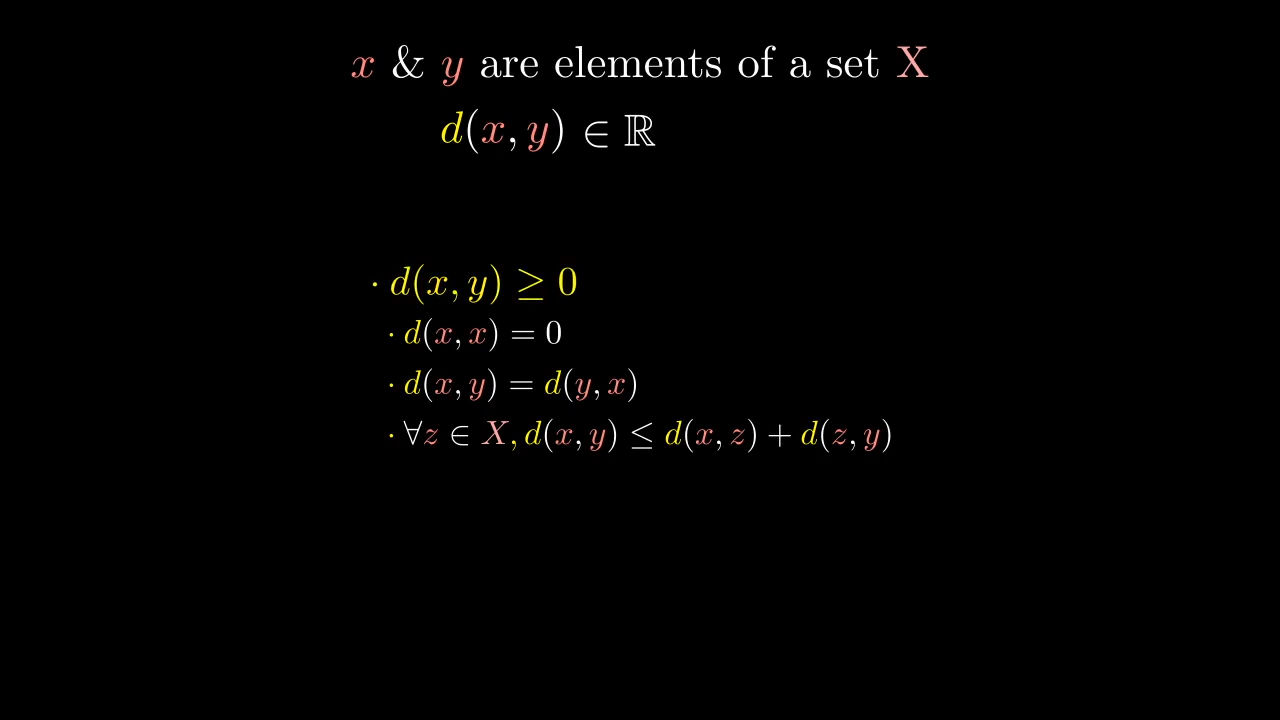 x & y are elements of a set X
d(x, y) ∈ ℝ
· d(x, y) ≥ 0
· d(x, x) = 0
· d(x, y) = d(y, x)
· ∀z ∈ X, d(x, y) ≤ d(x, z) + d(z, y)